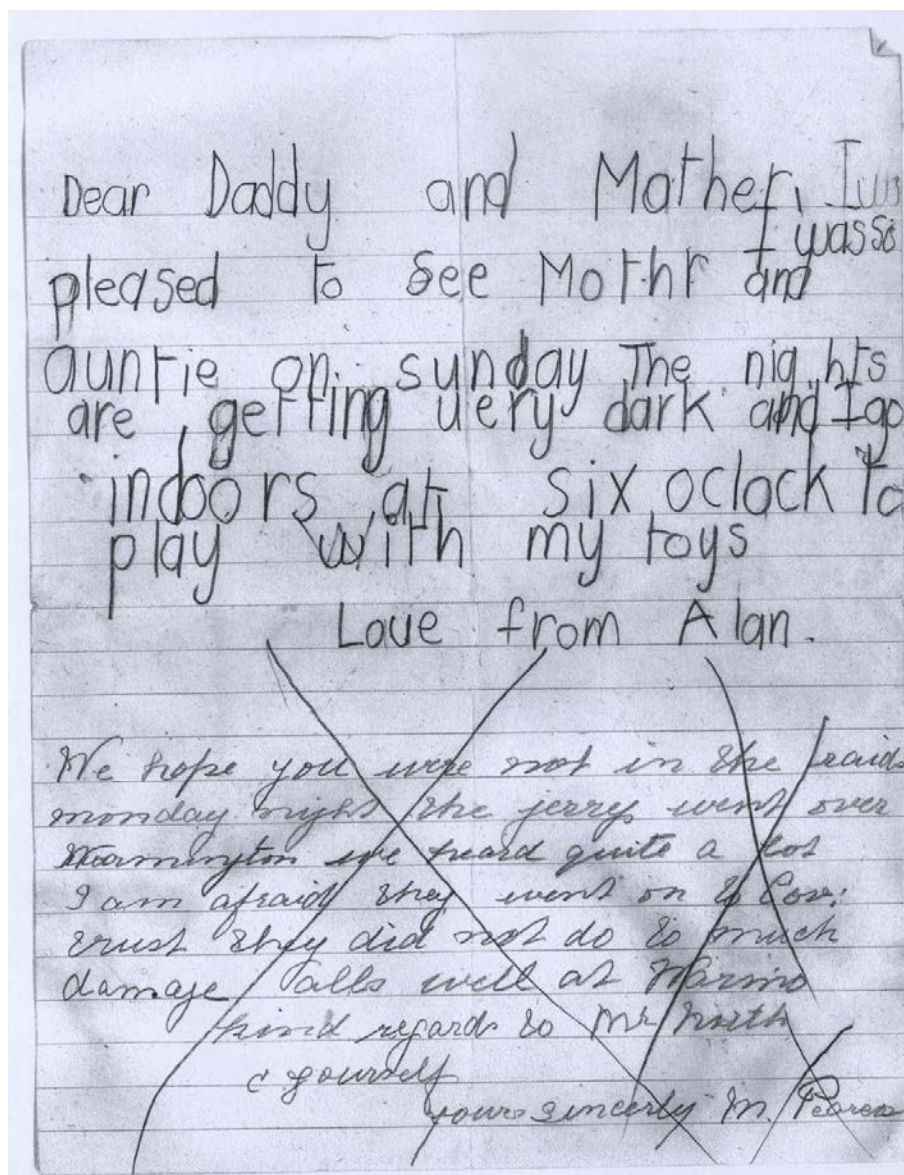 Dear Daddy and Mother, I was
I was so
pleased to see Mothr and
auntie on sunday The nights
are getting very dark and I go
indoors at six oclock to
play with my toys
Love from Alan.
We hope you were not in the raids
monday night the jerry went over
Warmington we heard quite a lot
I am afraid they went on to Cov:
trust they did not do to much
damage alls well at Warmo
kind regards to Mr North
& yourself
yours sincerly M.